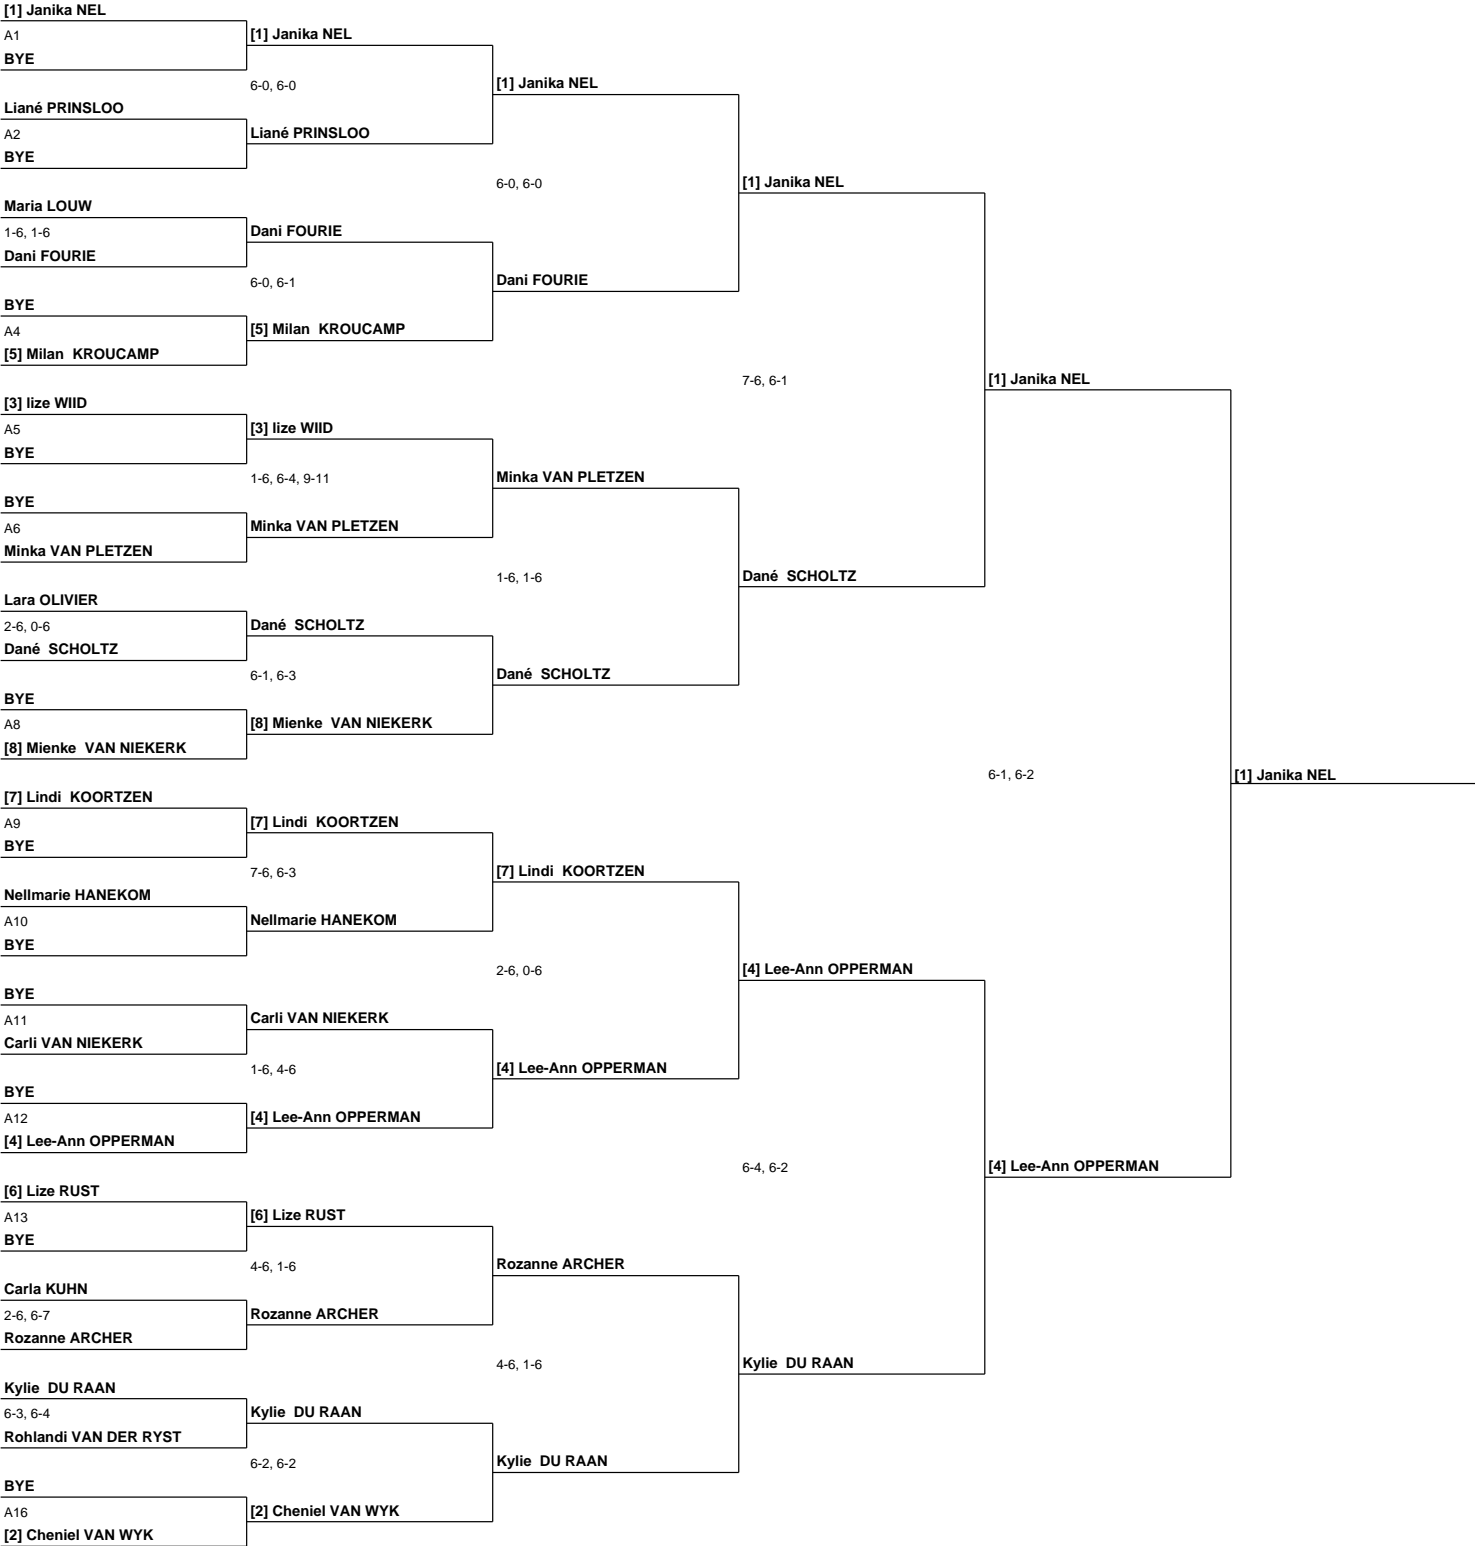 [1] Janika NEL
A1
BYE
Liané PRINSLOO
A2
BYE
Maria LOUW
1-6, 1-6
Dani FOURIE
BYE
A4
[5] Milan  KROUCAMP
[3] lize WIID
A5
BYE
BYE
A6
Minka VAN PLETZEN
Lara OLIVIER
2-6, 0-6
Dané  SCHOLTZ
BYE
A8
[8] Mienke  VAN NIEKERK
[7] Lindi  KOORTZEN
A9
BYE
Nellmarie HANEKOM
A10
BYE
BYE
A11
Carli VAN NIEKERK
BYE
A12
[4] Lee-Ann OPPERMAN
[6] Lize RUST
A13
BYE
Carla KUHN
2-6, 6-7
Rozanne ARCHER
Kylie  DU RAAN
6-3, 6-4
Rohlandi VAN DER RYST
BYE
A16
[2] Cheniel VAN WYK
[1] Janika NEL
6-0, 6-0
Liané PRINSLOO
Dani FOURIE
6-0, 6-1
[5] Milan  KROUCAMP
[3] lize WIID
1-6, 6-4, 9-11
Minka VAN PLETZEN
Dané  SCHOLTZ
6-1, 6-3
[8] Mienke  VAN NIEKERK
[7] Lindi  KOORTZEN
7-6, 6-3
Nellmarie HANEKOM
Carli VAN NIEKERK
1-6, 4-6
[4] Lee-Ann OPPERMAN
[6] Lize RUST
4-6, 1-6
Rozanne ARCHER
Kylie  DU RAAN
6-2, 6-2
[2] Cheniel VAN WYK
[1] Janika NEL
6-0, 6-0
Dani FOURIE
Minka VAN PLETZEN
1-6, 1-6
Dané  SCHOLTZ
[7] Lindi  KOORTZEN
2-6, 0-6
[4] Lee-Ann OPPERMAN
Rozanne ARCHER
4-6, 1-6
Kylie  DU RAAN
[1] Janika NEL
7-6, 6-1
Dané  SCHOLTZ
[4] Lee-Ann OPPERMAN
6-4, 6-2
Kylie  DU RAAN
[1] Janika NEL
6-1, 6-2
[4] Lee-Ann OPPERMAN
[1] Janika NEL